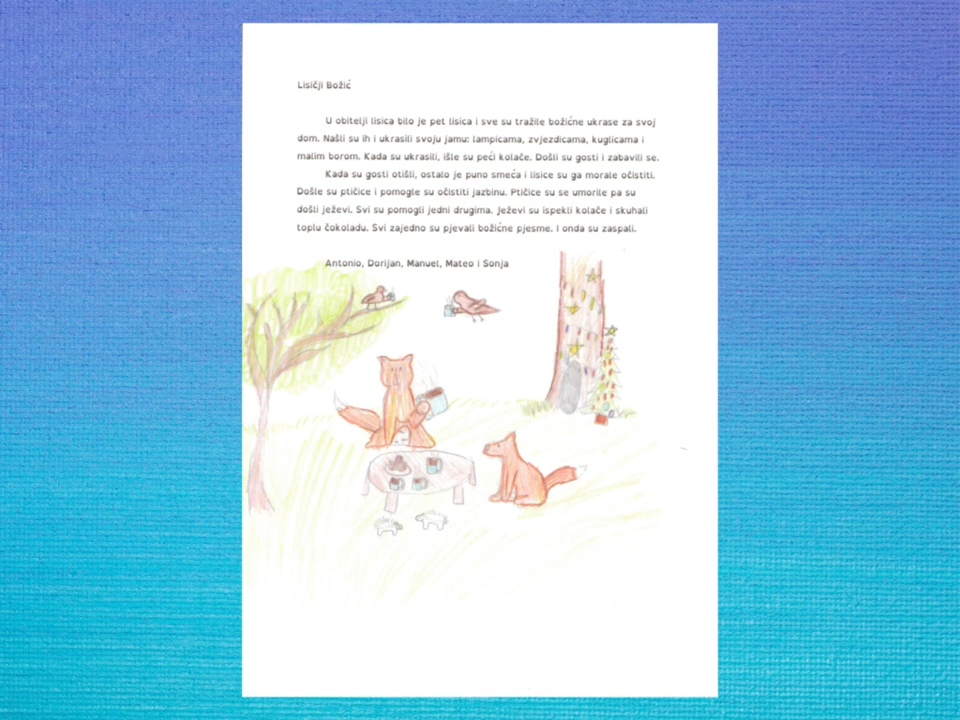 Lisičji Božić
U obitelji lisica bilo je pet lisica i sve su tražile božićne ukrase za svoj
dom. Našli su ih i ukrasili svoju jamu: lampicama, zvjezdicama, kuglicama i
malim borom. Kada su ukrasili, išle su peći kolače. Došli su gosti i zabavili se.
Kada su gosti otišli, ostalo je puno smeća i lisice su ga morale očistiti.
Došle su ptičice i pomogle su očistiti jazbinu. Ptičice su se umorile pa su
došli ježevi. Svi su pomogli jedni drugima. Ježevi su ispekli kolače i skuhali
toplu čokoladu. Svi zajedno su pjevali božićne pjesme. I onda su zaspali.
Antonio, Dorijan, Manuel, Mateo i Sonja